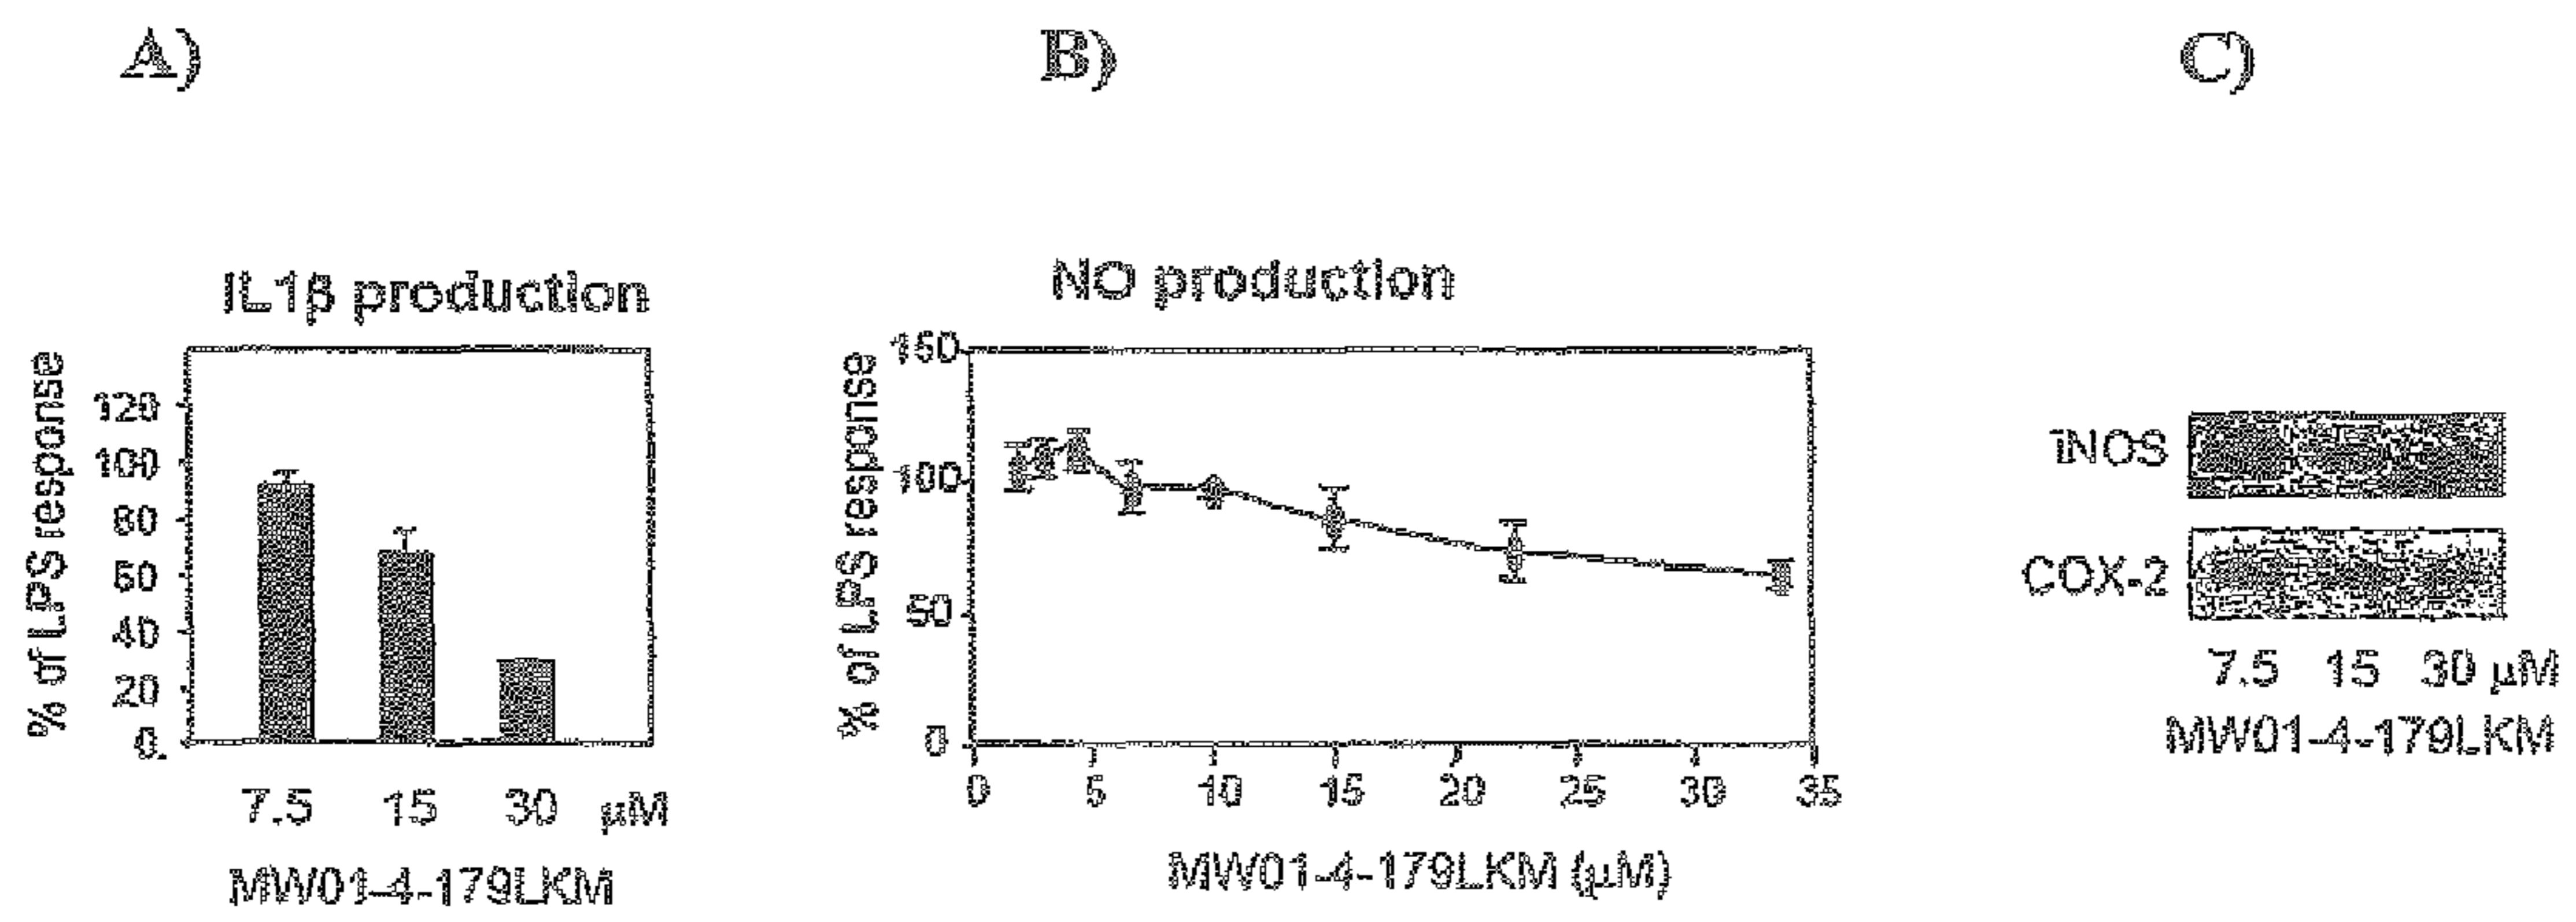 A)
IL1β production
% of LPS response
120
100
80
60
40
20
0
7.5 15 30 μM
MW01-4-179LKM
B)
NO production
% of LPS response
150
100
50
0
0 5 10 15 20 25 30 35
MW01-4-179LKM (μM)
C)
iNOS
COX-2
7.5 15 30 μM
MW01-4-179LKM